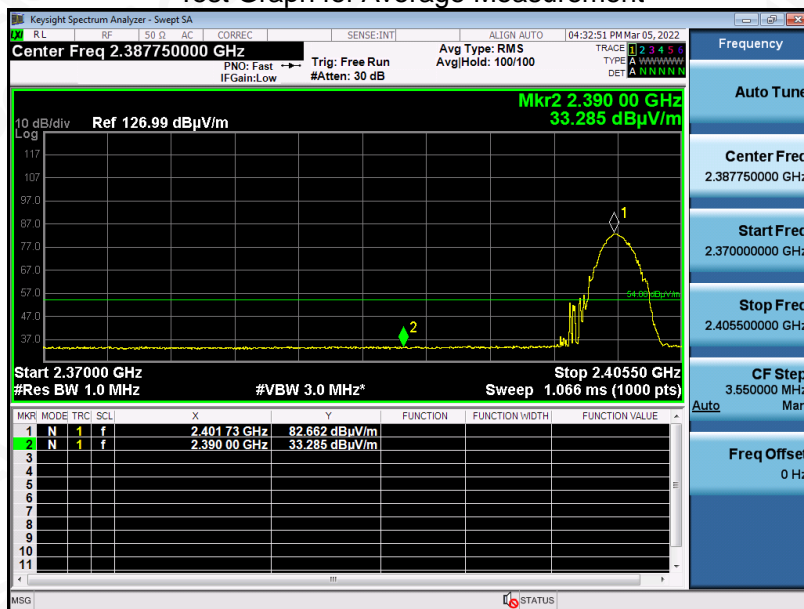 Test Graph for Average Measurement
Keysight Spectrum Analyzer - Swept SA
RL RF 50 Ω AC CORREC SENSE:INT ALIGN AUTO 04:32:51 PM Mar 05, 2022
Center Freq 2.387750000 GHz
PNO: Fast
IFGain:Low
Trig: Free Run
#Atten: 30 dB
Avg Type: RMS
Avg|Hold: 100/100
TRACE 1 2 3 4 5 6
TYPE A WWWWW
DET A N N N N N
Mkr2 2.390 00 GHz
33.285 dBµV/m
10 dB/div Ref 126.99 dBµV/m
Log
117
107
97.0
87.0
77.0
67.0
57.0
47.0
37.0
1
54.00 dBµV/m
2
Start 2.37000 GHz Stop 2.40550 GHz
#Res BW 1.0 MHz #VBW 3.0 MHz* Sweep 1.066 ms (1000 pts)
MKR MODE TRC SCL X Y FUNCTION FUNCTION WIDTH FUNCTION VALUE
1 N 1 f 2.401 73 GHz 82.662 dBµV/m
2 N 1 f 2.390 00 GHz 33.285 dBµV/m
3
4
5
6
7
8
9
10
11
MSG STATUS
Frequency
Auto Tune
Center Freq
2.387750000 GHz
Start Freq
2.370000000 GHz
Stop Freq
2.405500000 GHz
CF Step
3.550000 MHz
Auto Man
Freq Offset
0 Hz